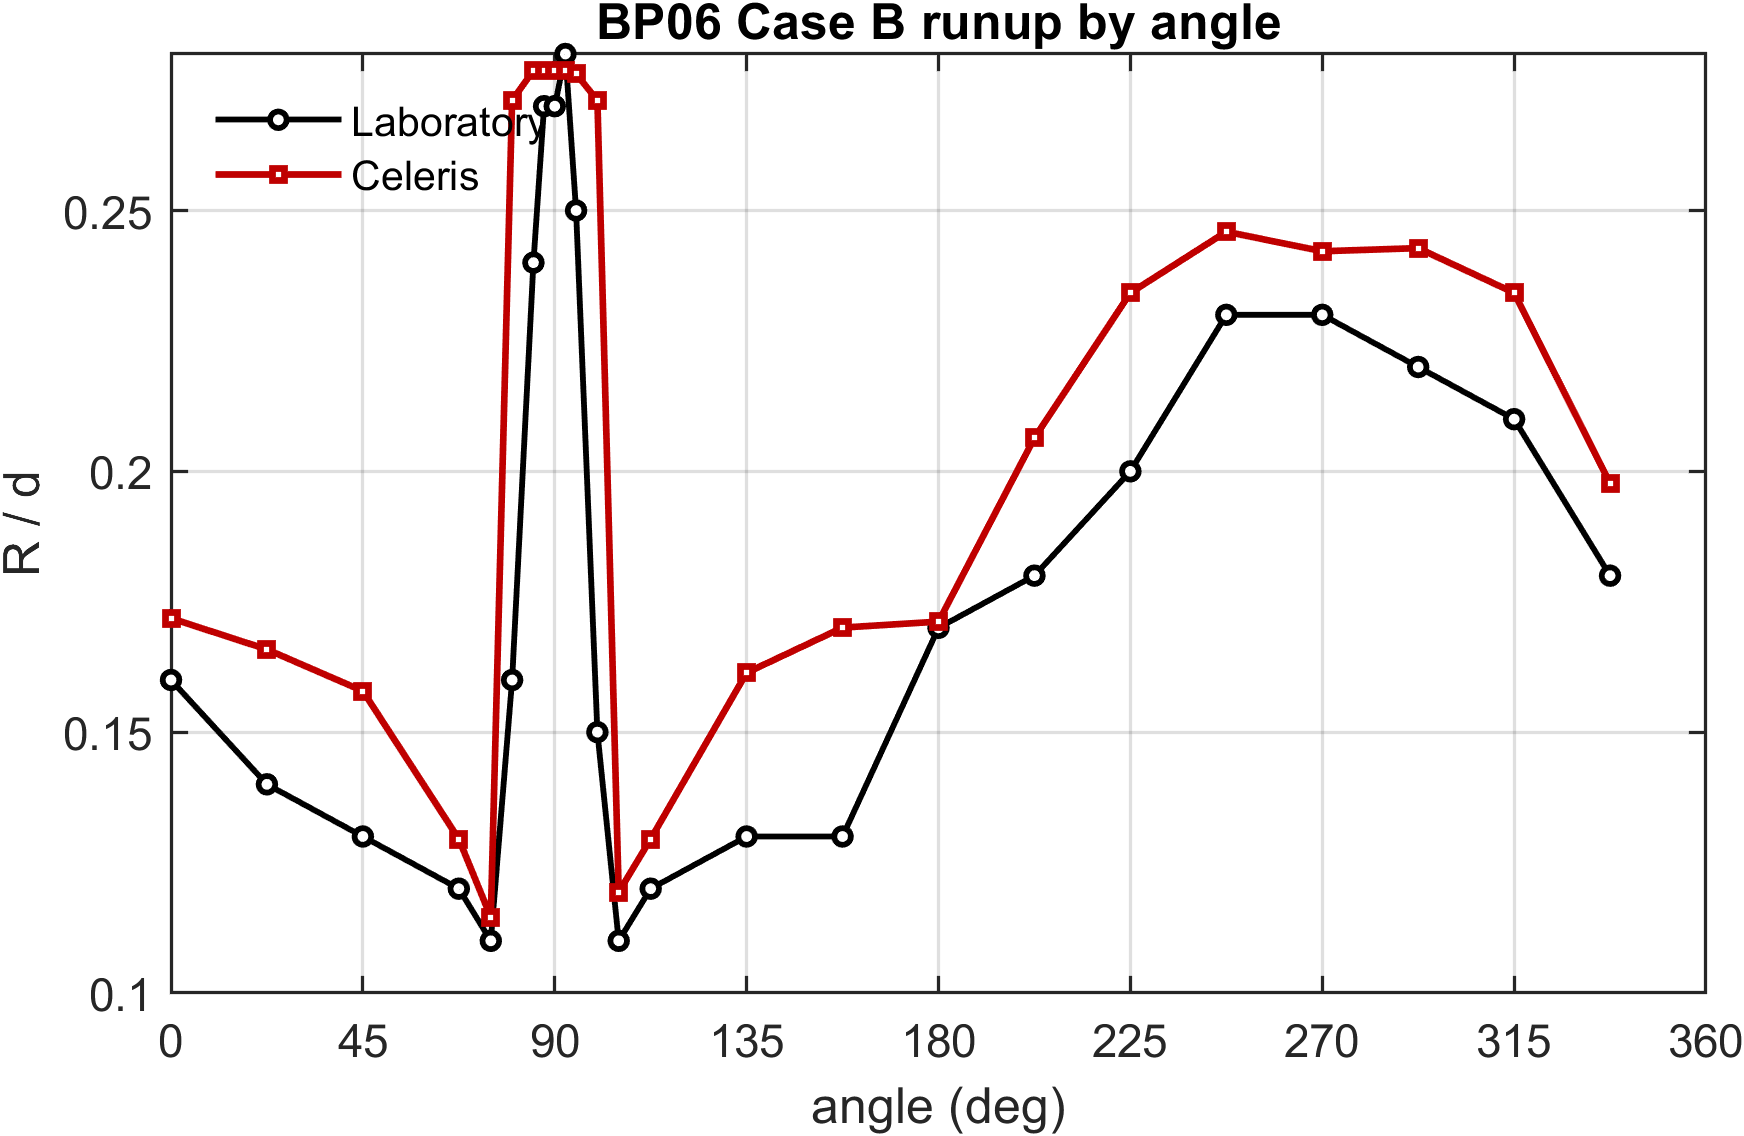 BP06 Case B runup by angle
Laboratory
Celeris
0.25
0.2
0.15
0.1
R / d
0 45 90 135 180 225 270 315 360
angle (deg)